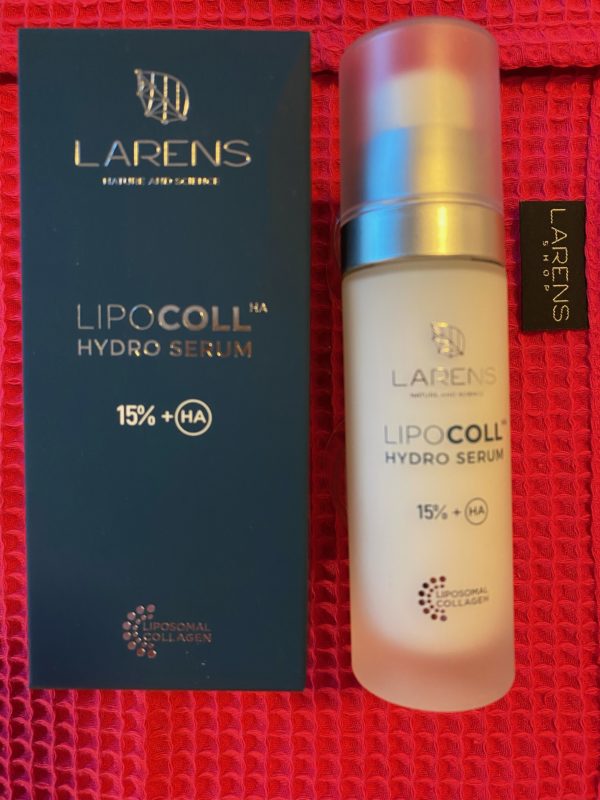 LARENS
NATURE AND SCIENCE
LIPOCOLL HA
HYDRO SERUM
15% + HA
LIPOSOMAL
COLLAGEN
LARENS
NATURE AND SCIENCE
LIPOCOLL HA
HYDRO SERUM
15% + HA
LIPOSOMAL
COLLAGEN
LARENS
SHOP